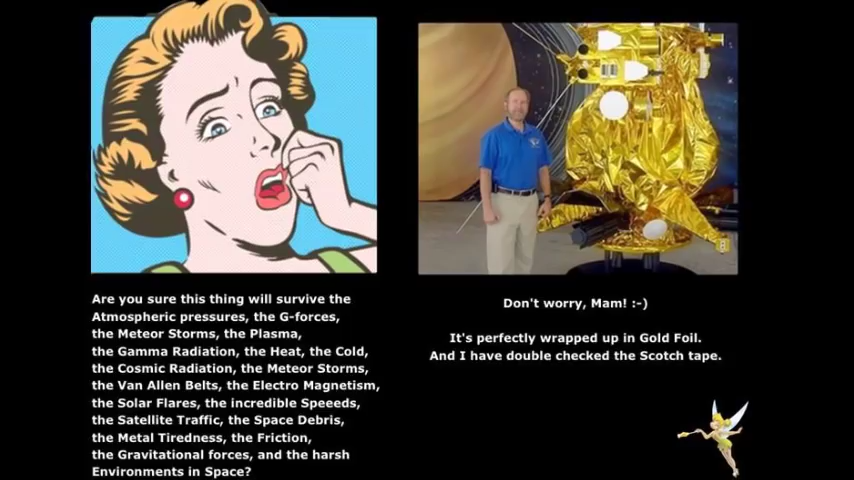 Are you sure this thing will survive the
Atmospheric pressures, the G-forces,
the Meteor Storms, the Plasma,
the Gamma Radiation, the Heat, the Cold,
the Cosmic Radiation, the Meteor Storms,
the Van Allen Belts, the Electro Magnetism,
the Solar Flares, the incredible Speeeds,
the Satellite Traffic, the Space Debris,
the Metal Tiredness, the Friction,
the Gravitational forces, and the harsh
Environments in Space?
Don't worry, Mam! :-)
It's perfectly wrapped up in Gold Foil.
And I have double checked the Scotch tape.